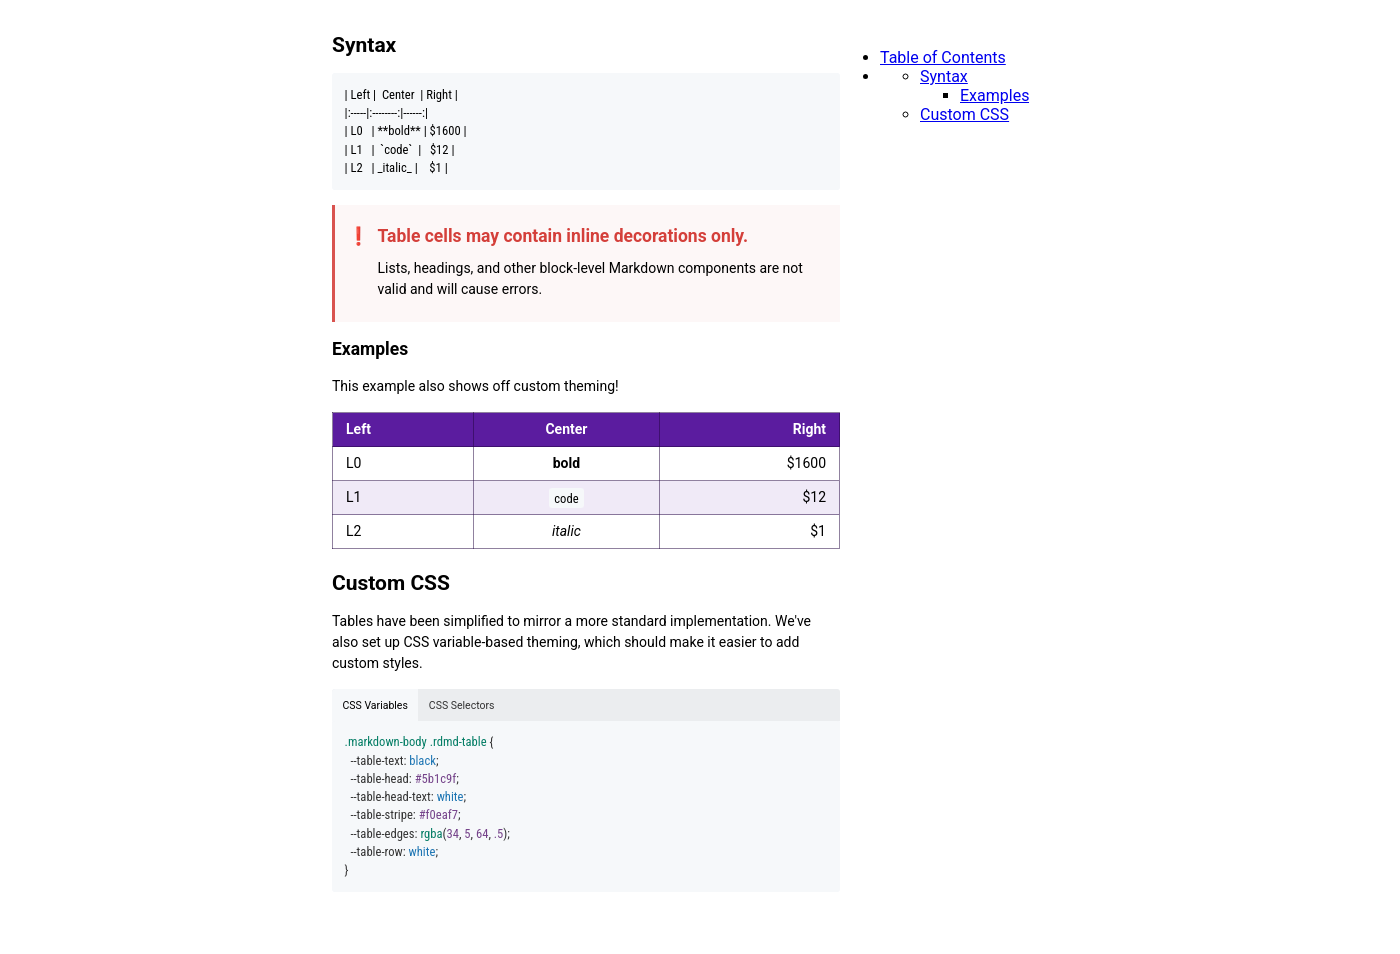 Syntax
| Left |  Center  | Right |
|:-----|:--------:|------:|
| L0   | **bold** | $1600 |
| L1   |  `code`  |   $12 |
| L2   | _italic_ |    $1 |
❗ Table cells may contain inline decorations only.
Lists, headings, and other block-level Markdown components are not
valid and will cause errors.
Examples
This example also shows off custom theming!
Left Center Right
L0 bold $1600
L1 code $12
L2 italic $1
Custom CSS
Tables have been simplified to mirror a more standard implementation. We've
also set up CSS variable-based theming, which should make it easier to add
custom styles.
CSS Variables CSS Selectors
.markdown-body .rdmd-table {
  --table-text: black;
  --table-head: #5b1c9f;
  --table-head-text: white;
  --table-stripe: #f0eaf7;
  --table-edges: rgba(34, 5, 64, .5);
  --table-row: white;
}
Table of Contents
Syntax
Examples
Custom CSS